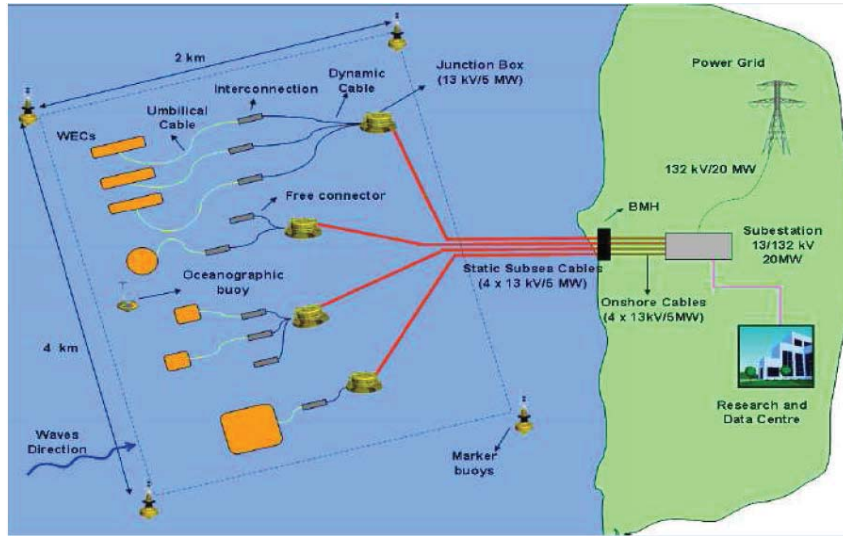 2 km
Interconnection
Dynamic
Cable
Junction Box
(13 kV/5 MW)
Power Grid
Umbilical
Cable
WECs
132 kV/20 MW
Free connector
BMH
Subestation
13/132 kV
20MW
Static Subsea Cables
(4 x 13 kV/5 MW)
Oceanographic
buoy
Onshore Cables
(4 x 13kV/5MW)
4 km
Research and
Data Centre
Waves
Direction
Marker
buoys